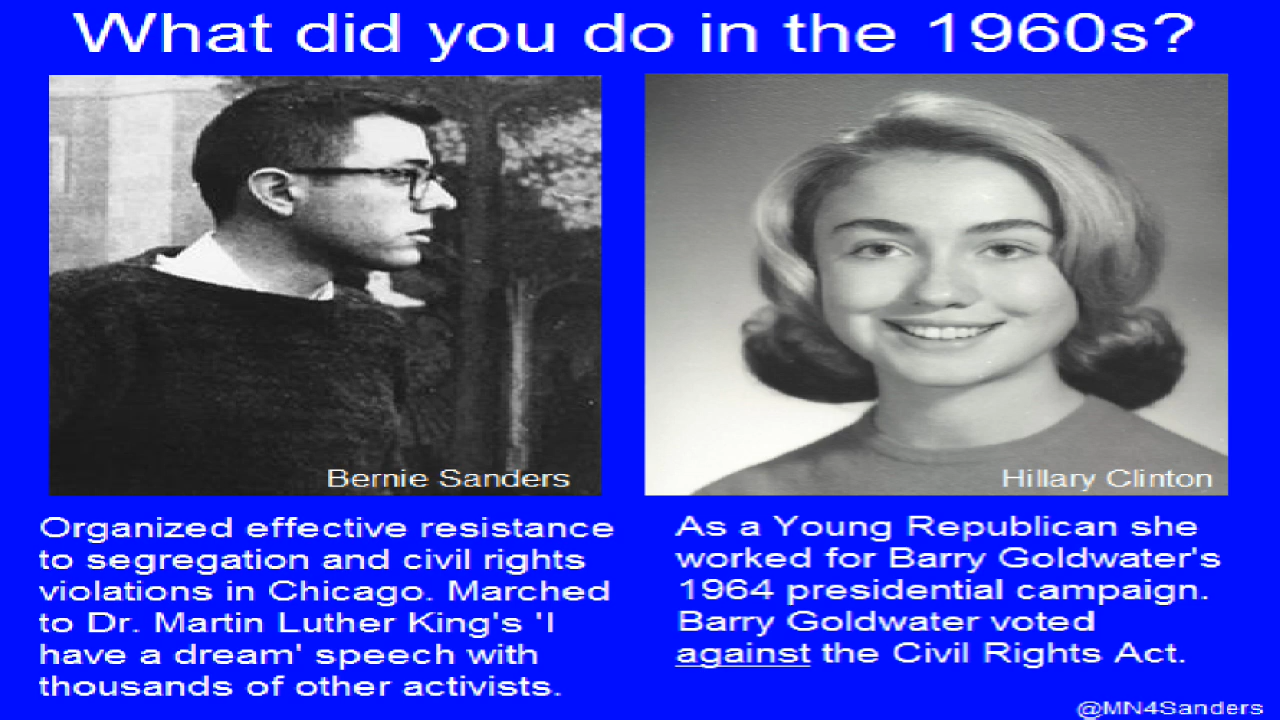 What did you do in the 1960s?
Bernie Sanders
Hillary Clinton
Organized effective resistance
to segregation and civil rights
violations in Chicago. Marched
to Dr. Martin Luther King's 'I
have a dream' speech with
thousands of other activists.
As a Young Republican she
worked for Barry Goldwater's
1964 presidential campaign.
Barry Goldwater voted
against the Civil Rights Act.
@MN4Sanders